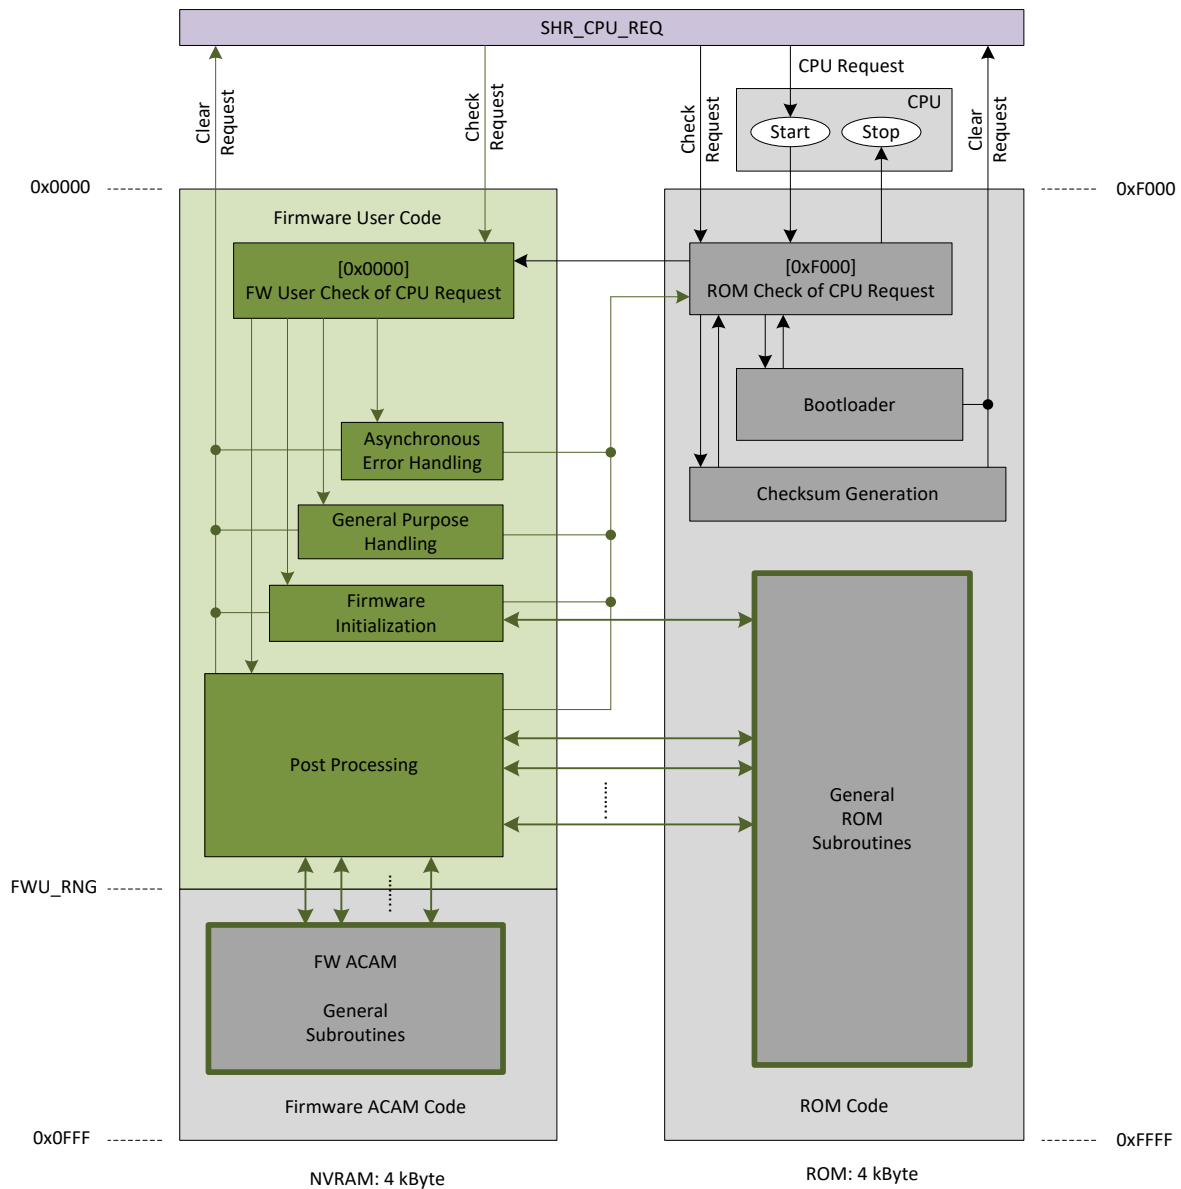 SHR_CPU_REQ
Clear
Request
Check
Request
Check
Request
CPU Request
CPU
Start
Stop
Clear
Request
0x0000
0xF000
Firmware User Code
[0x0000]
FW User Check of CPU Request
[0xF000]
ROM Check of CPU Request
Bootloader
Asynchronous
Error Handling
Checksum Generation
General Purpose
Handling
Firmware
Initialization
Post Processing
General
ROM
Subroutines
FWU_RNG
FW ACAM
General
Subroutines
Firmware ACAM Code
ROM Code
0x0FFF
0xFFFF
NVRAM: 4 kByte
ROM: 4 kByte